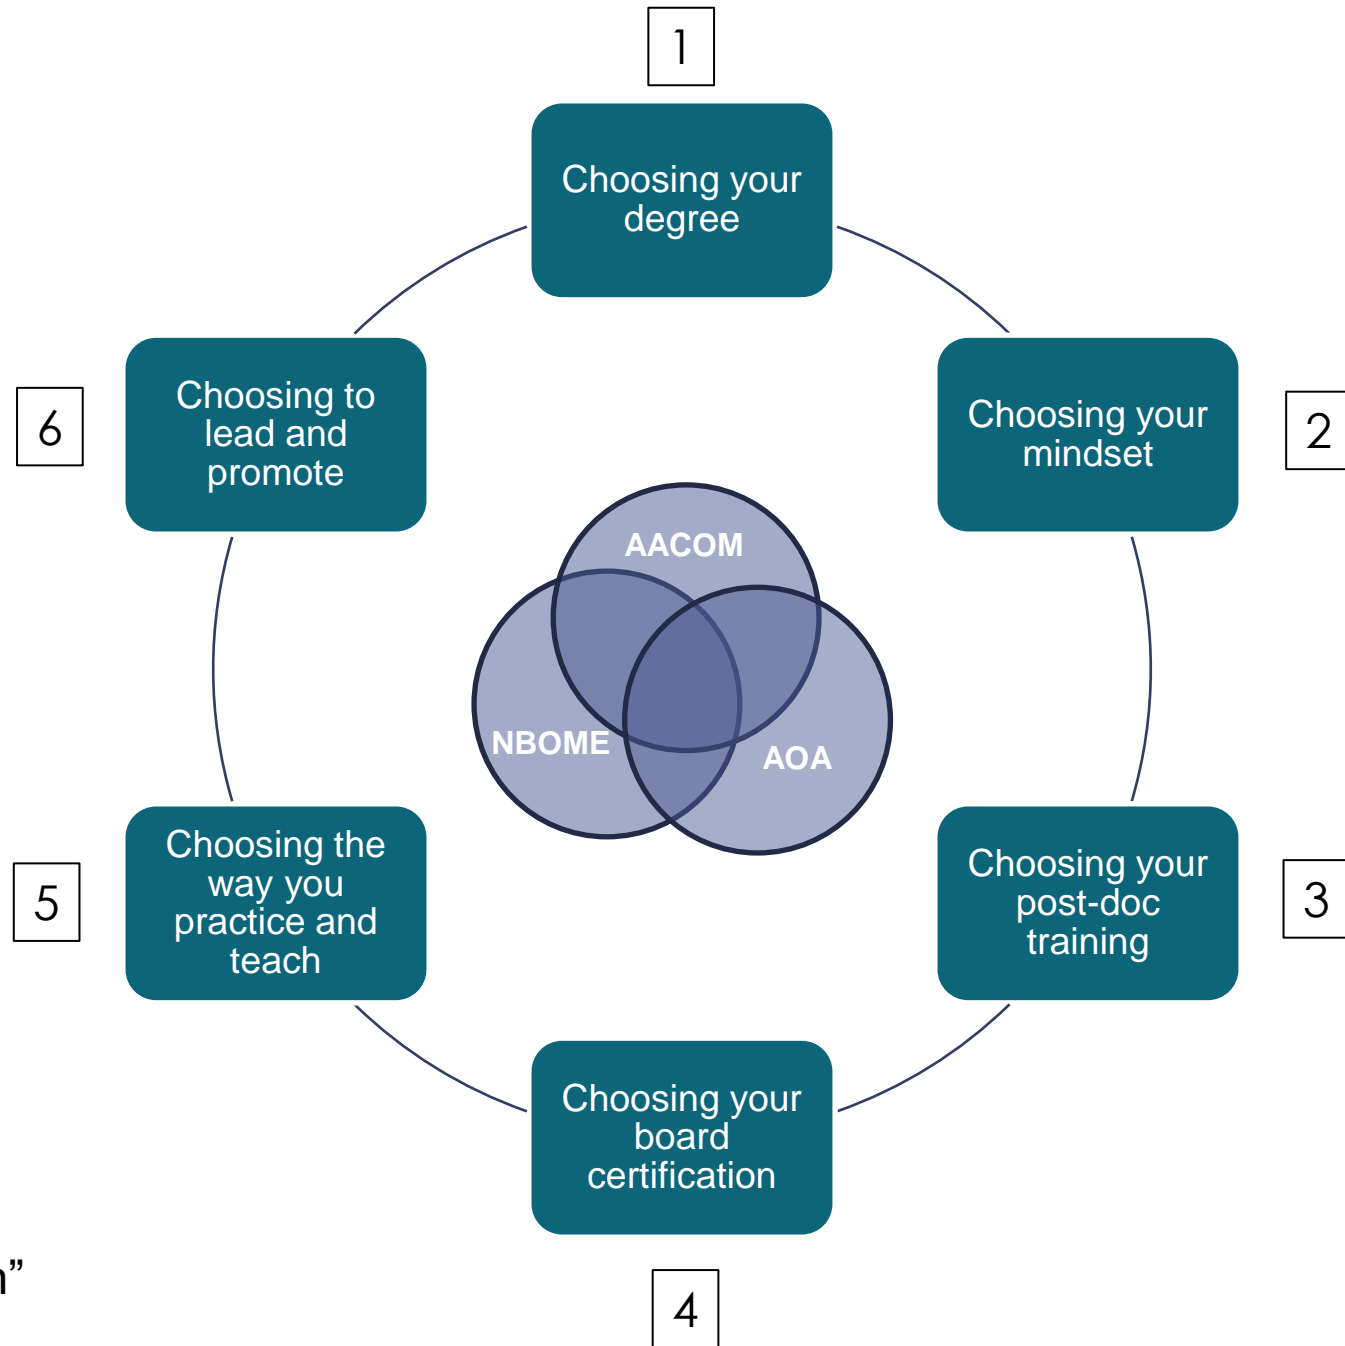 1
Choosing your
degree
2
Choosing your
mindset
3
Choosing your
post-doc
training
4
Choosing your
board
certification
5
Choosing the
way you
practice and
teach
6
Choosing to
lead and
promote
AACOM
NBOME
AOA